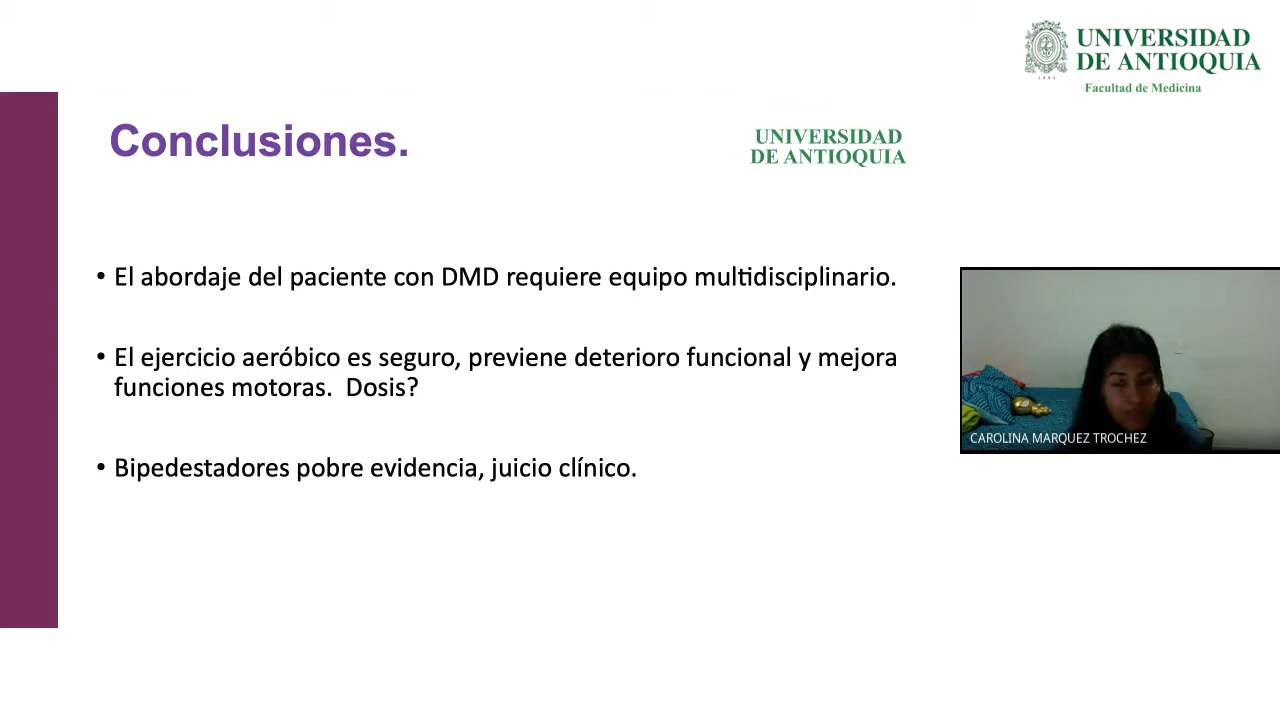 UNIVERSIDAD
DE ANTIOQUIA
1803
Facultad de Medicina
Conclusiones.
UNIVERSIDAD
DE ANTIOQUIA
• El abordaje del paciente con DMD requiere equipo multidisciplinario.
• El ejercicio aeróbico es seguro, previene deterioro funcional y mejora
funciones motoras.  Dosis?
• Bipedestadores pobre evidencia, juicio clínico.
CAROLINA MARQUEZ TROCHEZ